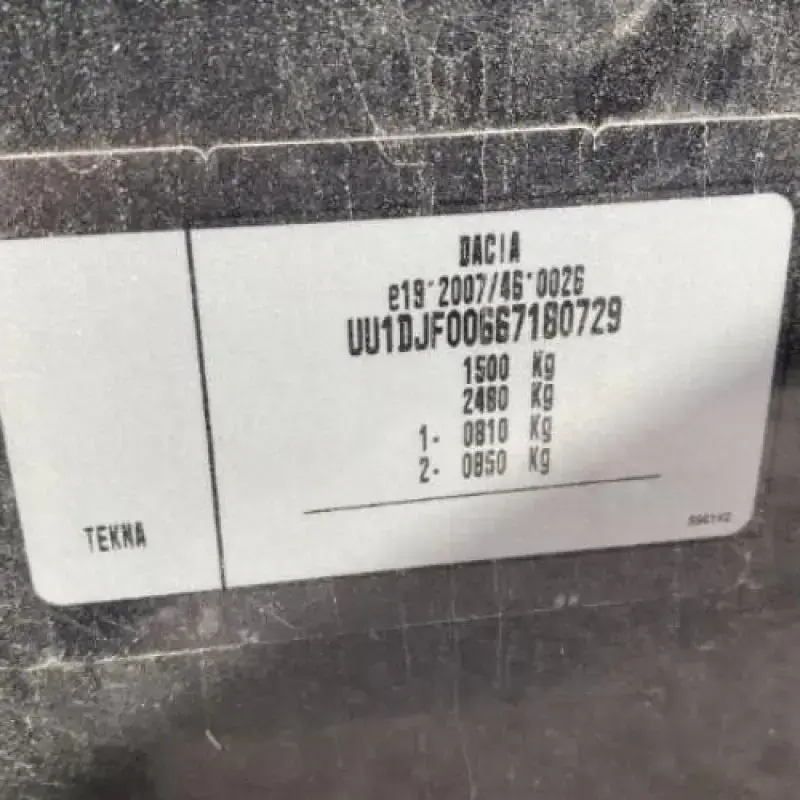 DACIA
e19*2007/46*0026
UU1DJF00667180729
1500 Kg
2480 Kg
1- 0810 Kg
2- 0850 Kg
TEKNA